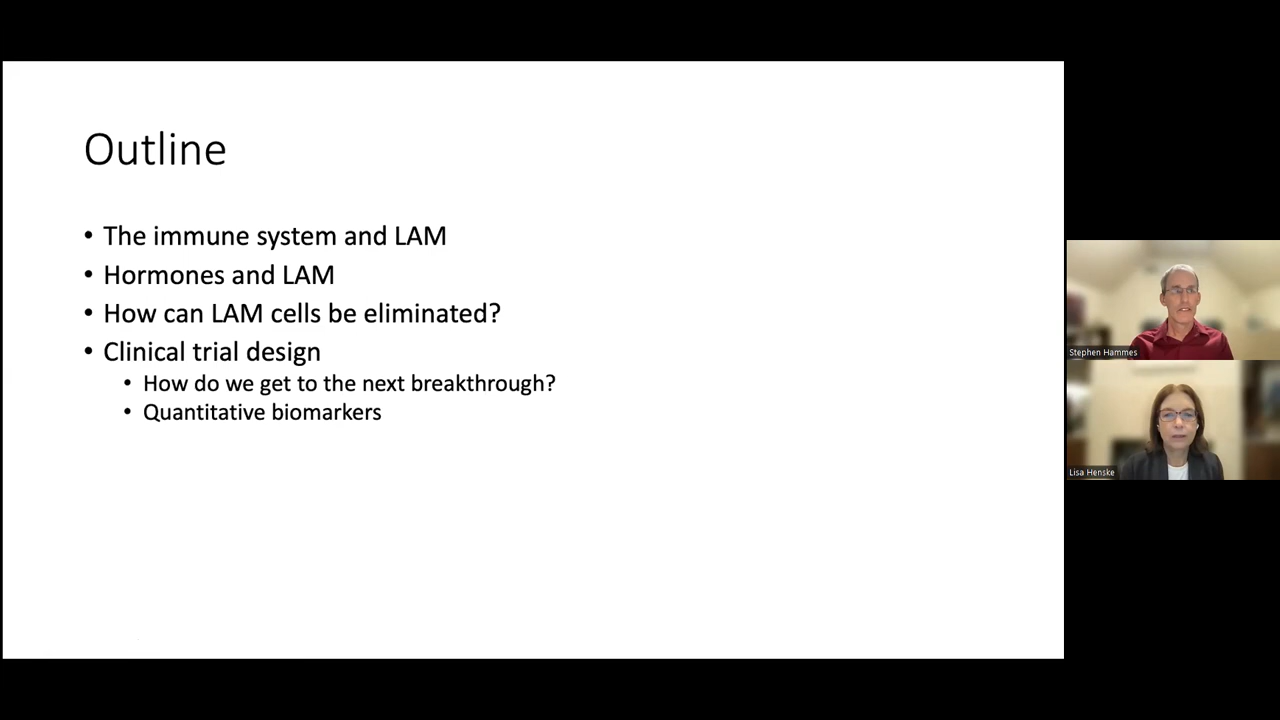 Outline
• The immune system and LAM
• Hormones and LAM
• How can LAM cells be eliminated?
• Clinical trial design
• How do we get to the next breakthrough?
• Quantitative biomarkers
Stephen Hammes
Lisa Henske